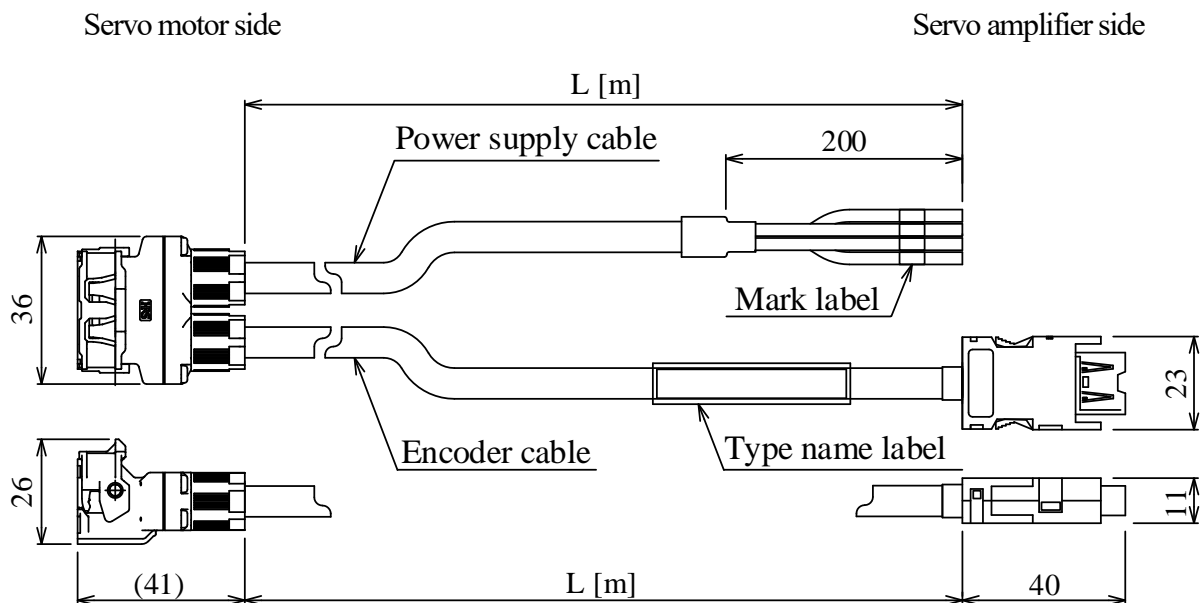 Servo motor side
Servo amplifier side
L [m]
Power supply cable
200
36
HRS
Mark label
23
Encoder cable
Type name label
26
11
(41)
L [m]
40